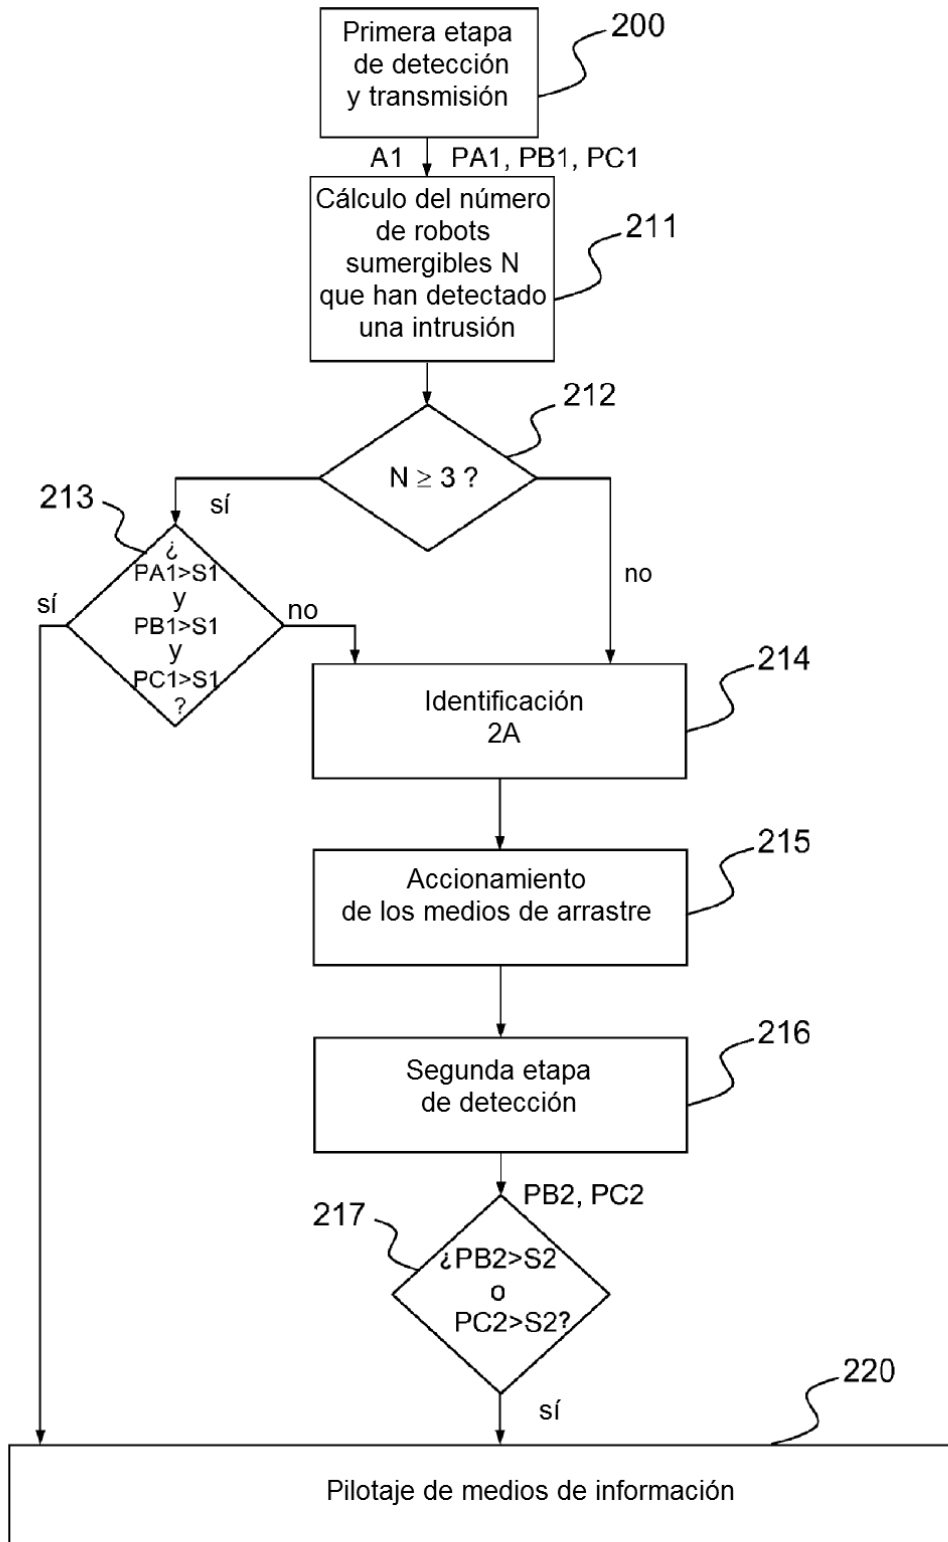 Primera etapa
de detección
y transmisión
200
A1
PA1, PB1, PC1
Cálculo del número
de robots
sumergibles N
que han detectado
una intrusión
211
212
N ≥ 3 ?
sí
no
213
¿
PA1>S1
y
PB1>S1
y
PC1>S1
?
sí
no
214
Identificación
2A
215
Accionamiento
de los medios de arrastre
216
Segunda etapa
de detección
PB2, PC2
217
¿PB2>S2
o
PC2>S2?
sí
220
Pilotaje de medios de información